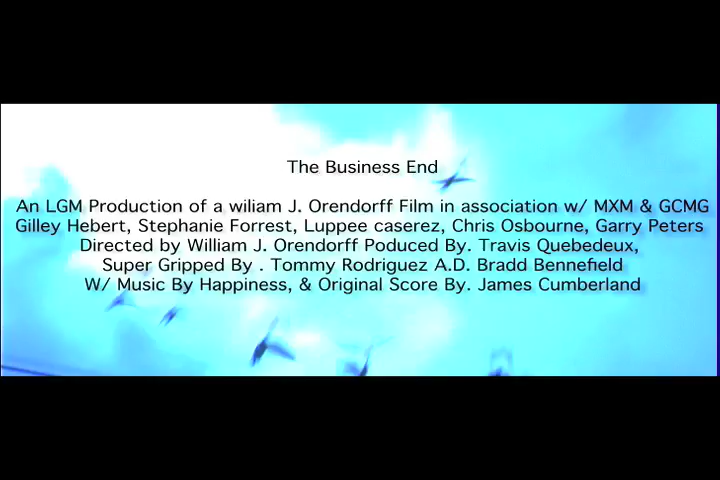 The Business End
An LGM Production of a wiliam J. Orendorff Film in association w/ MXM & GCMG
Gilley Hebert, Stephanie Forrest, Luppee caserez, Chris Osbourne, Garry Peters
Directed by William J. Orendorff Poduced By. Travis Quebedeux,
Super Gripped By . Tommy Rodriguez A.D. Bradd Bennefield
W/ Music By Happiness, & Original Score By. James Cumberland